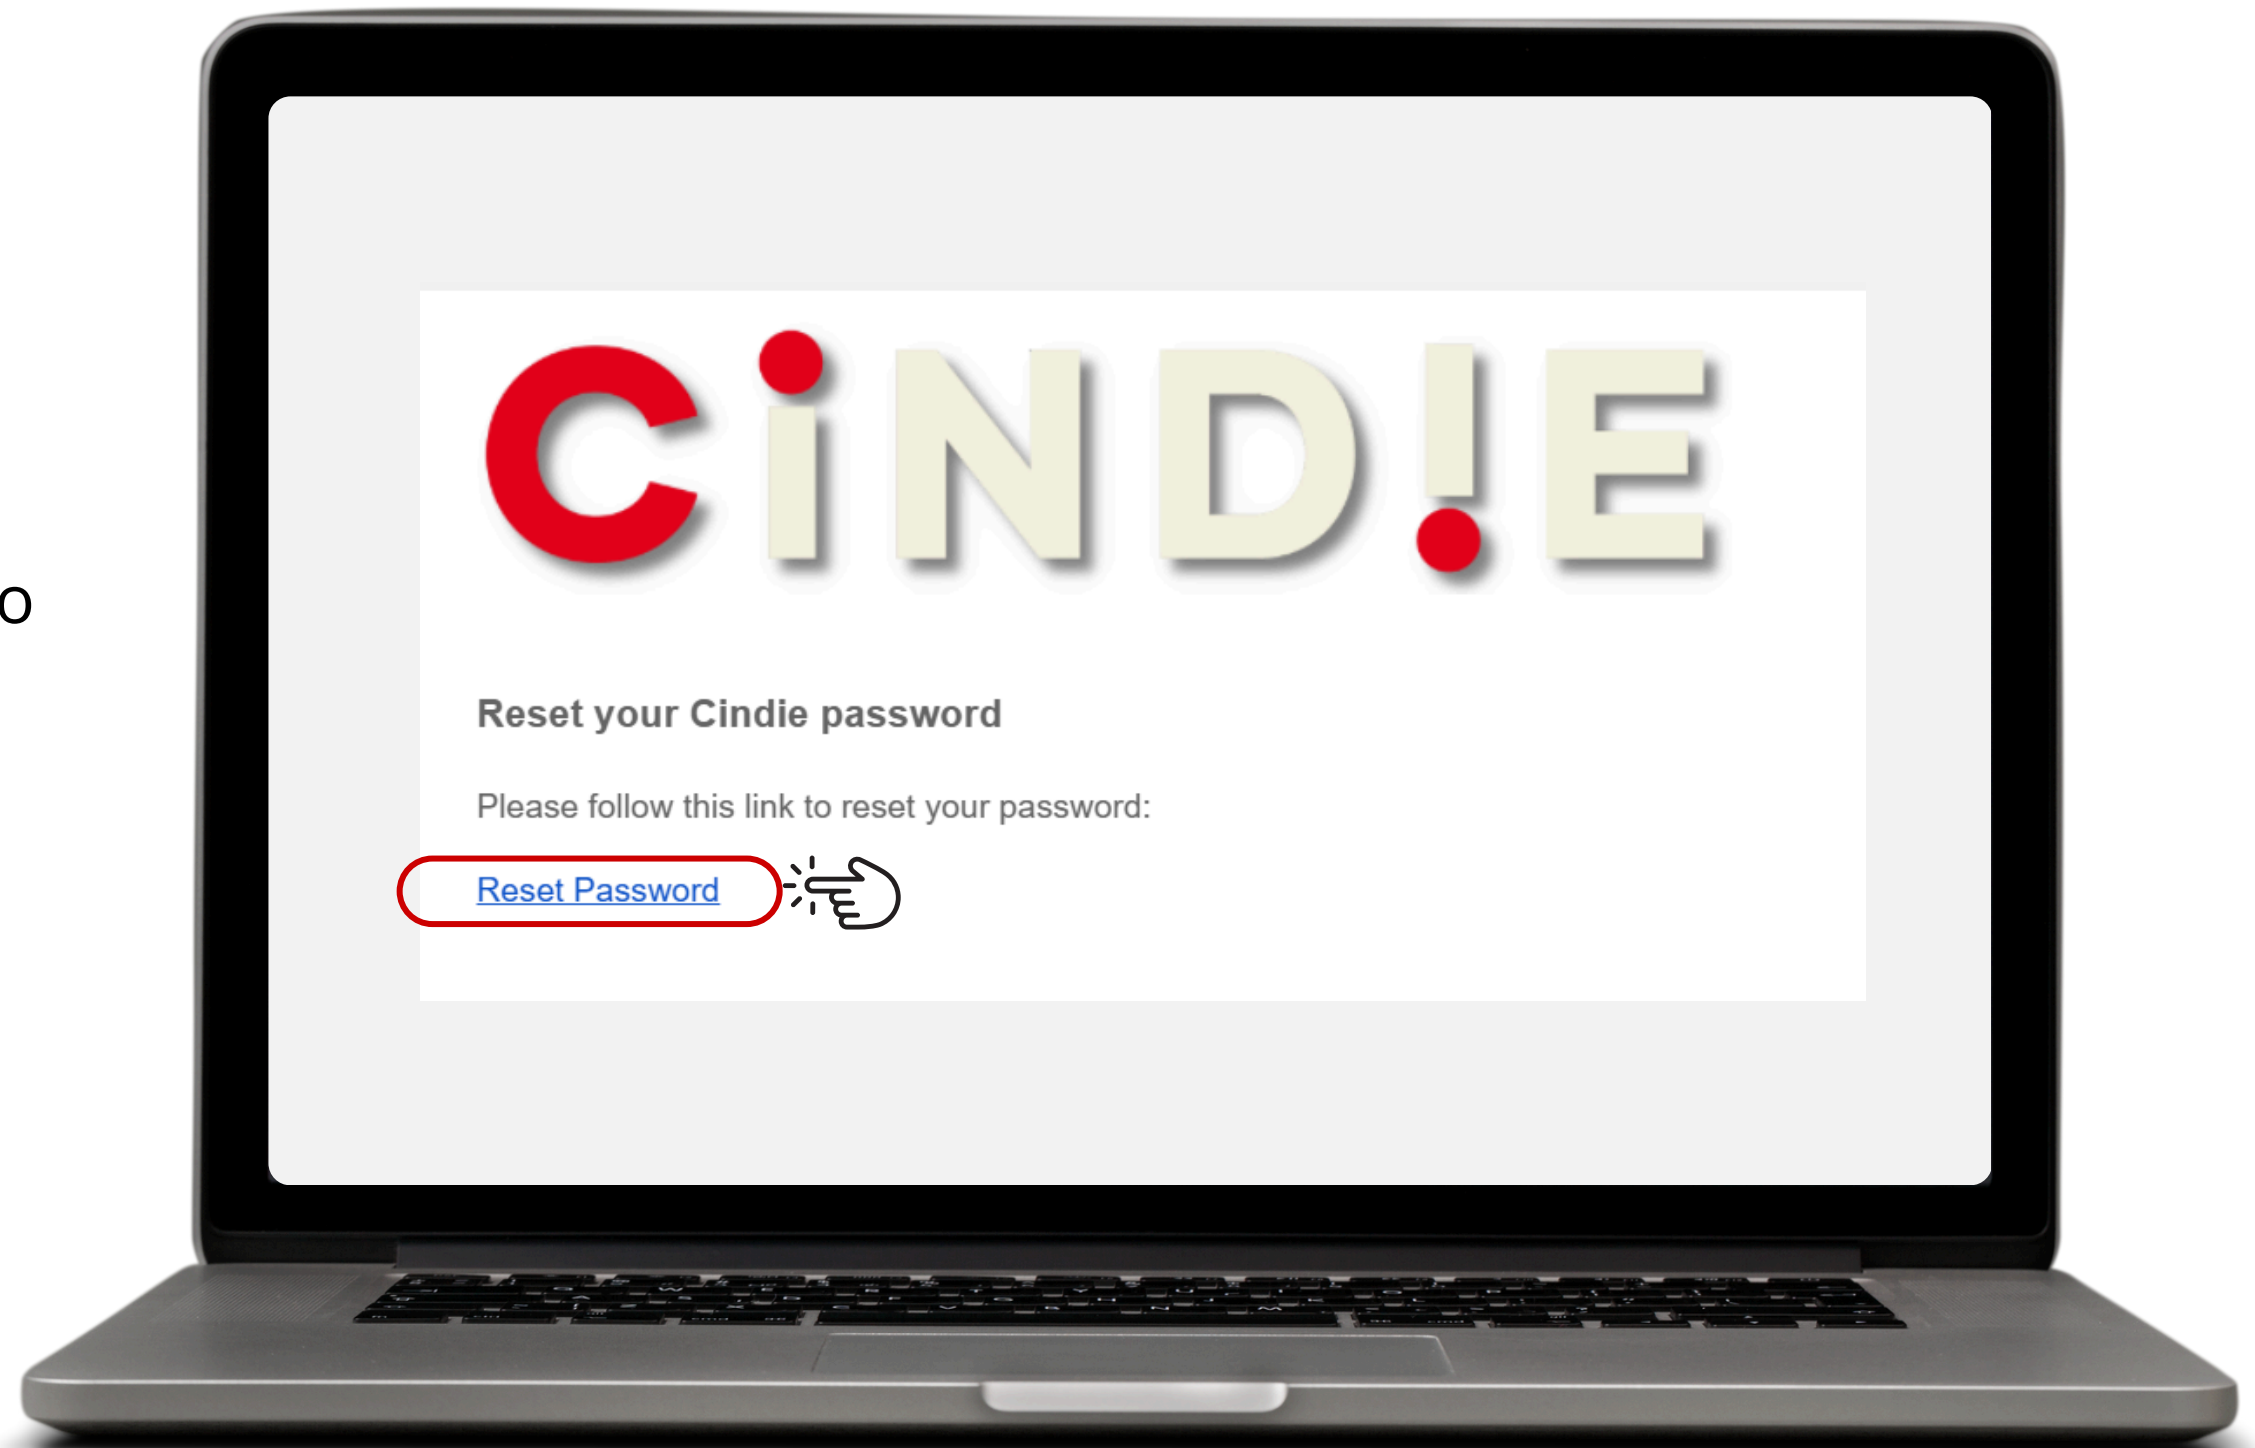 CiND!E
o
Reset your Cindie password
Please follow this link to reset your password:
Reset Password